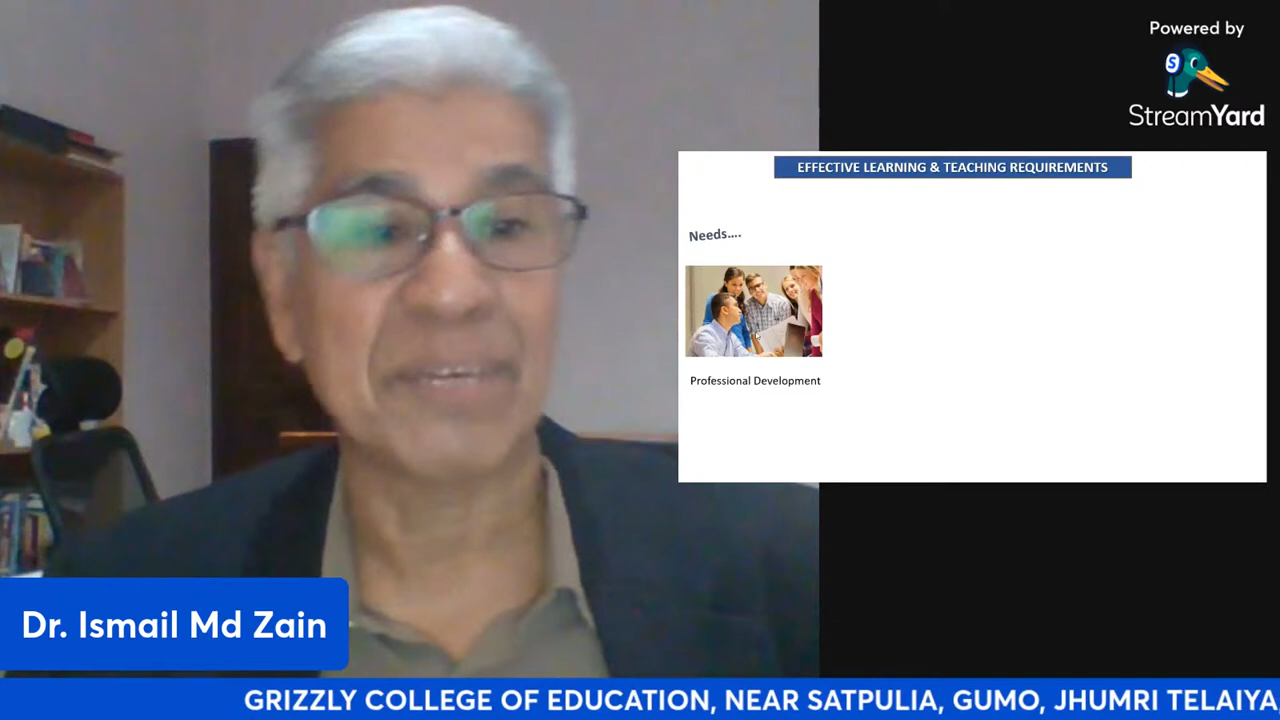 Powered by
S
StreamYard
EFFECTIVE LEARNING & TEACHING REQUIREMENTS
Needs....
Professional Development
Dr. Ismail Md Zain
GRIZZLY COLLEGE OF EDUCATION, NEAR SATPULIA, GUMO, JHUMRI TELAIYA